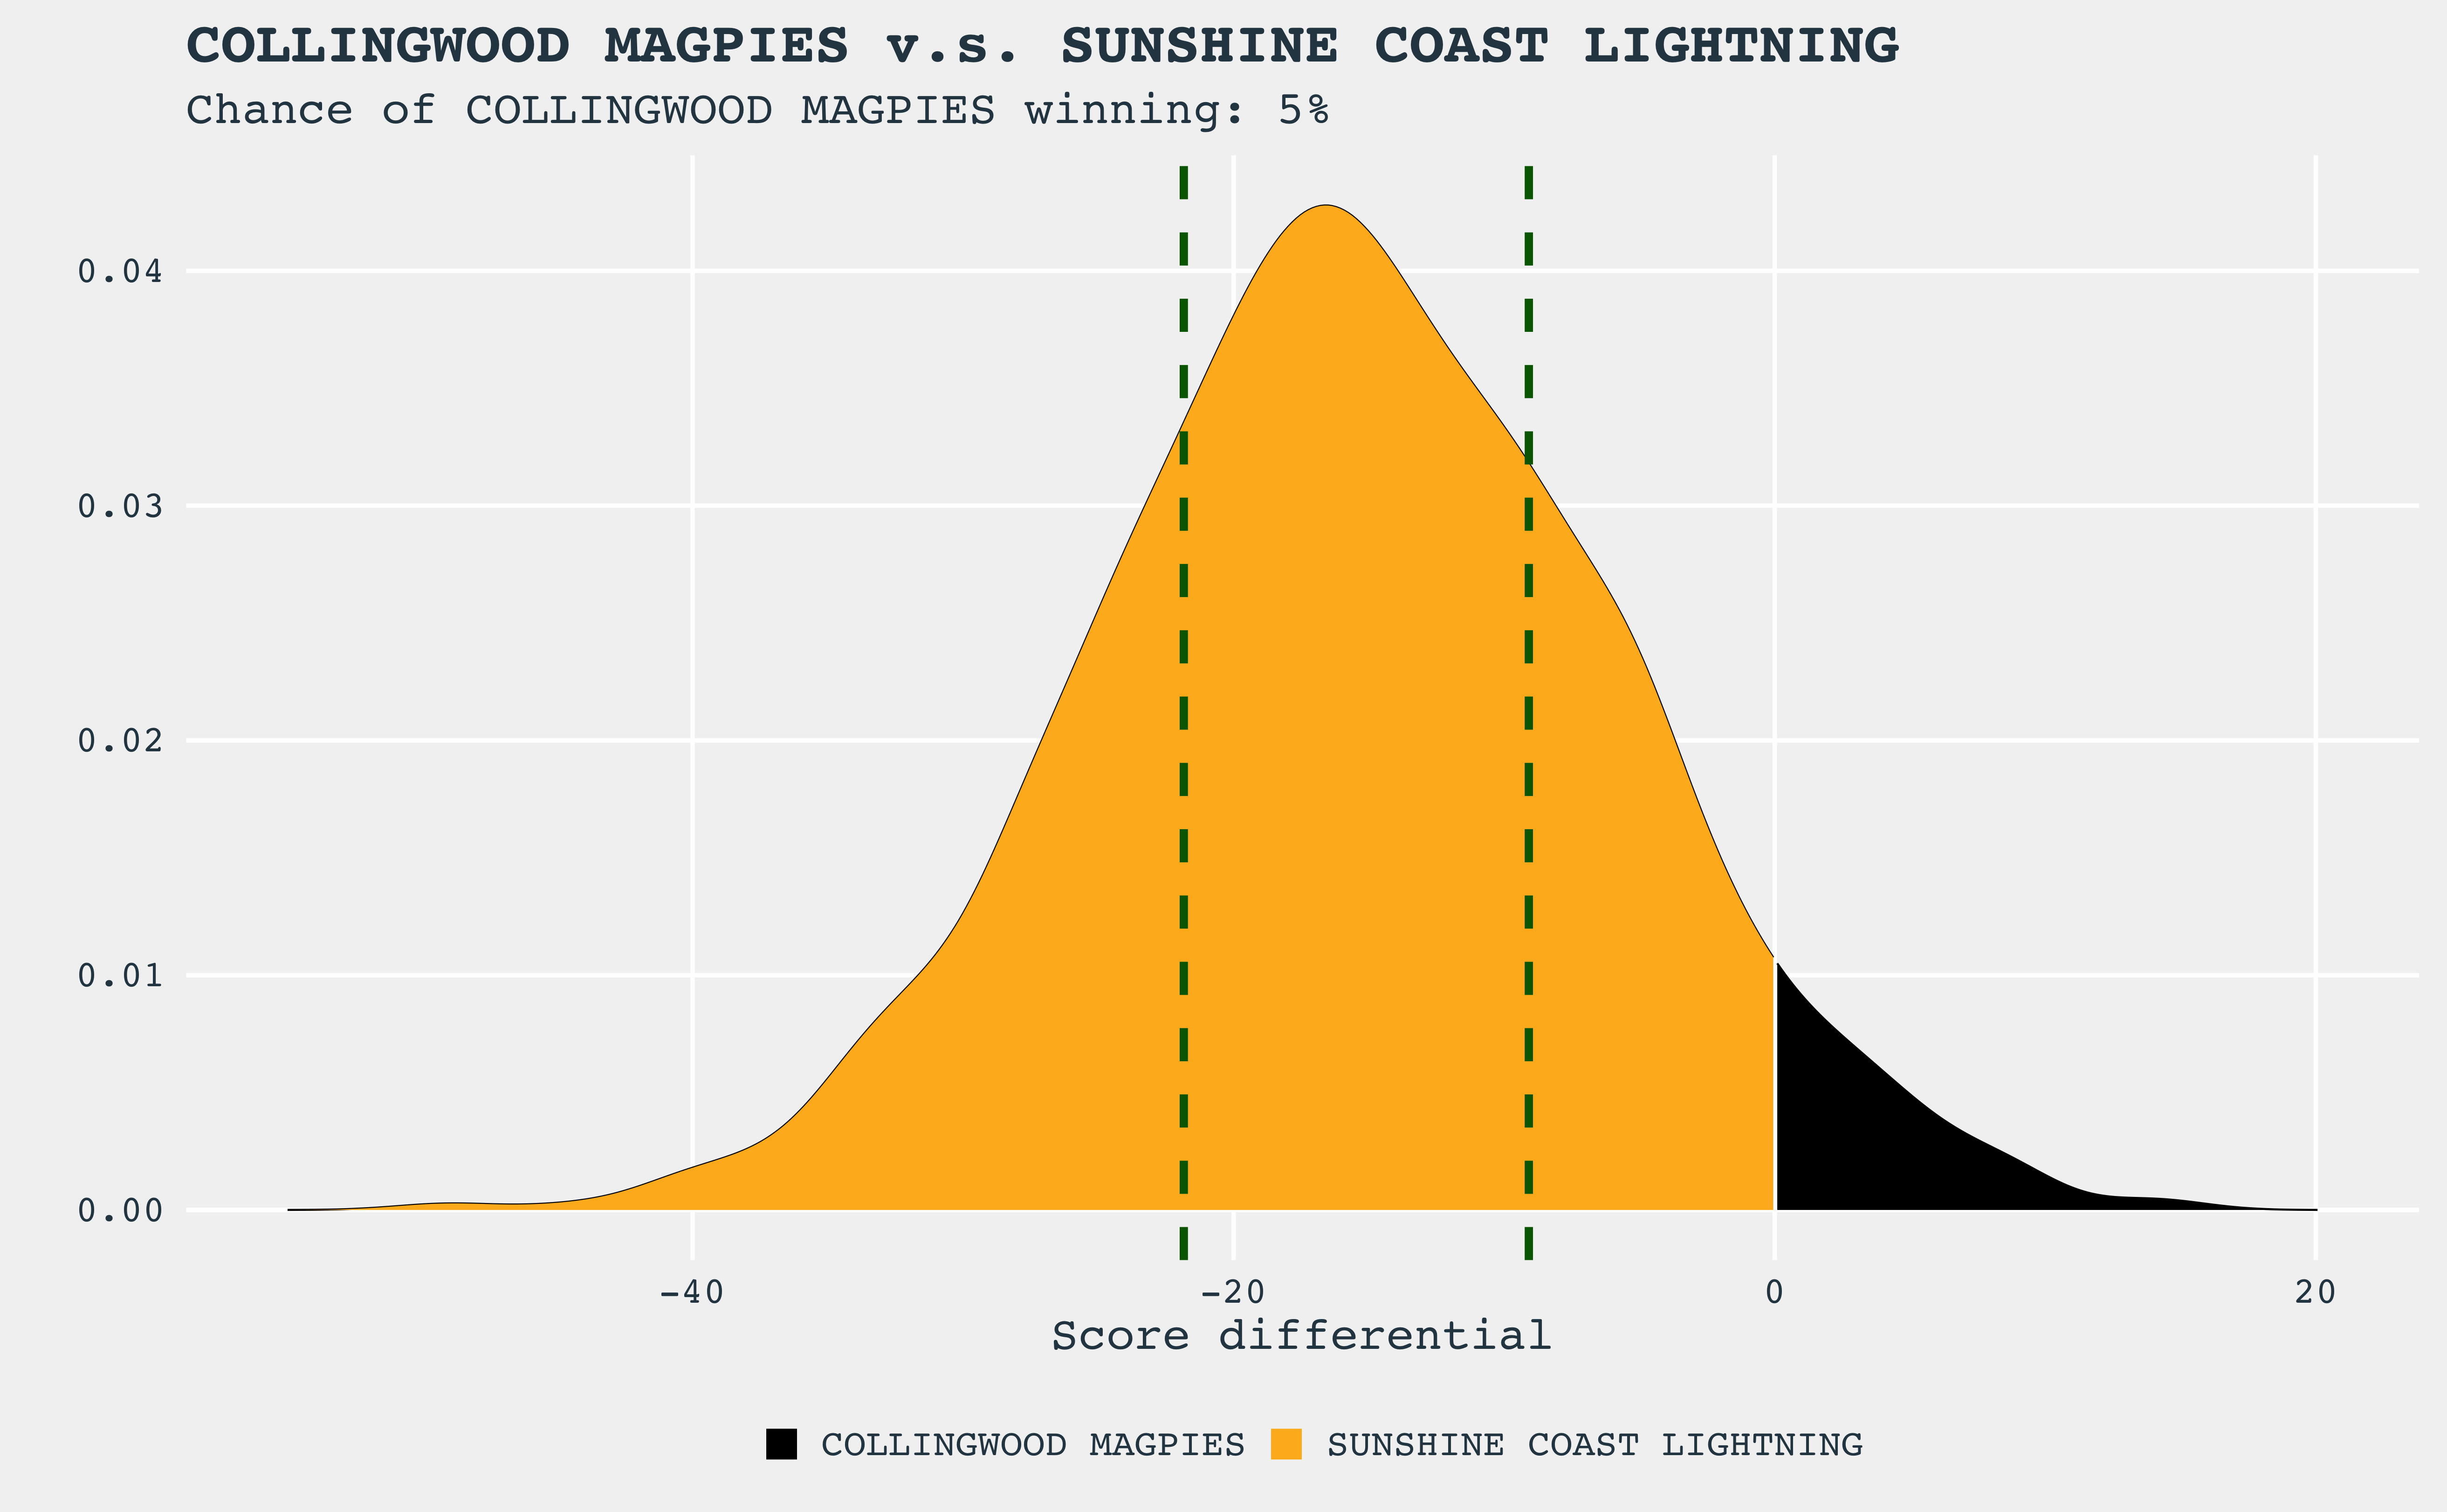 COLLINGWOOD MAGPIES v.s. SUNSHINE COAST LIGHTNING
Chance of COLLINGWOOD MAGPIES winning: 5%
0.04
0.03
0.02
0.01
0.00
-40 -20 0 20
Score differential
COLLINGWOOD MAGPIES SUNSHINE COAST LIGHTNING